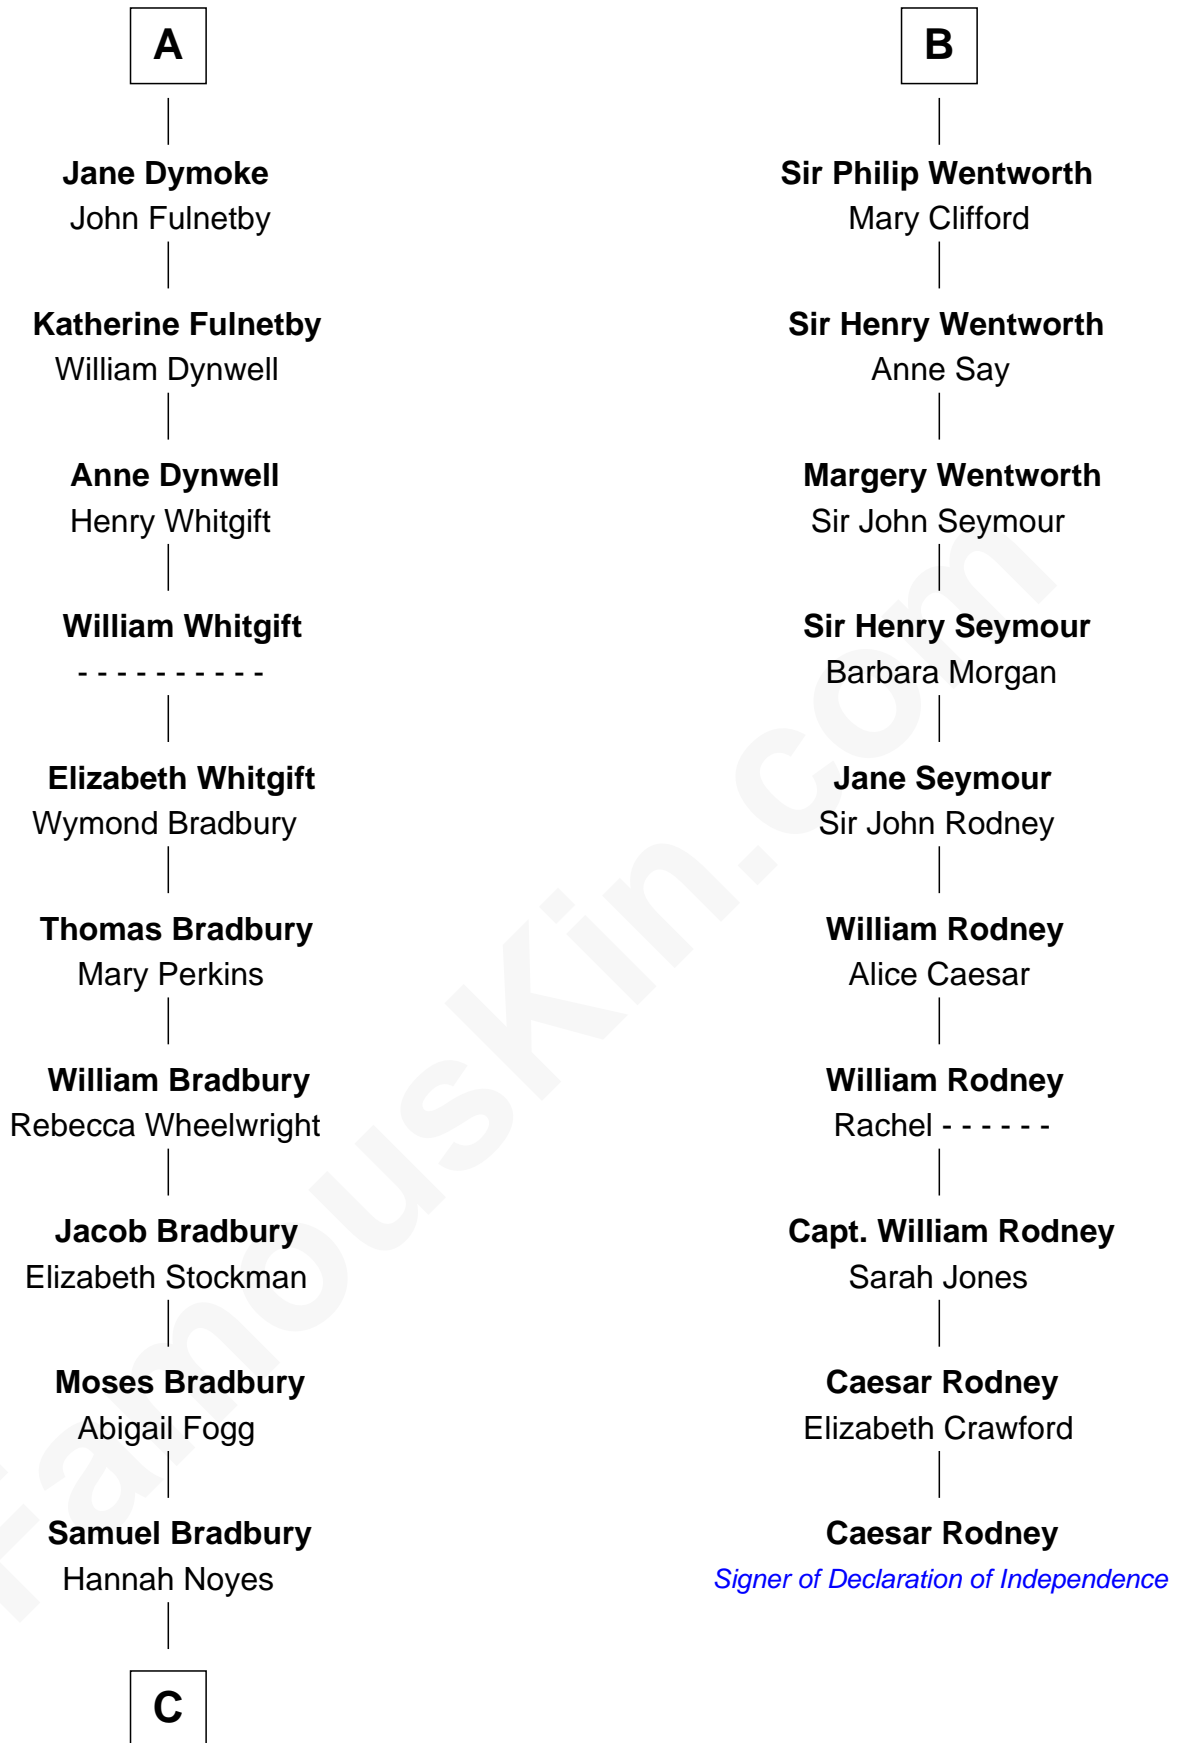 A
Jane Dymoke
John Fulnetby
Katherine Fulnetby
William Dynwell
Anne Dynwell
Henry Whitgift
William Whitgift
- - - - - - - - - -
Elizabeth Whitgift
Wymond Bradbury
Thomas Bradbury
Mary Perkins
William Bradbury
Rebecca Wheelwright
Jacob Bradbury
Elizabeth Stockman
Moses Bradbury
Abigail Fogg
Samuel Bradbury
Hannah Noyes
C
B
Sir Philip Wentworth
Mary Clifford
Sir Henry Wentworth
Anne Say
Margery Wentworth
Sir John Seymour
Sir Henry Seymour
Barbara Morgan
Jane Seymour
Sir John Rodney
William Rodney
Alice Caesar
William Rodney
Rachel - - - - - -
Capt. William Rodney
Sarah Jones
Caesar Rodney
Elizabeth Crawford
Caesar Rodney
Signer of Declaration of Independence
FamousKin.com